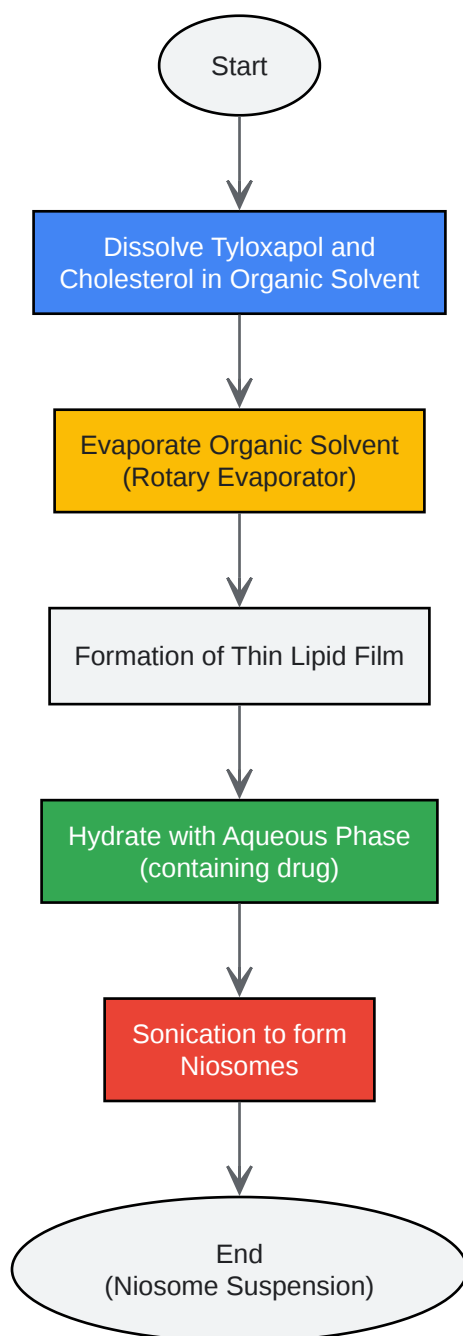 Start
Dissolve Tyloxapol and
Cholesterol in Organic Solvent
Evaporate Organic Solvent
(Rotary Evaporator)
Formation of Thin Lipid Film
Hydrate with Aqueous Phase
(containing drug)
Sonication to form
Niosomes
End
(Niosome Suspension)